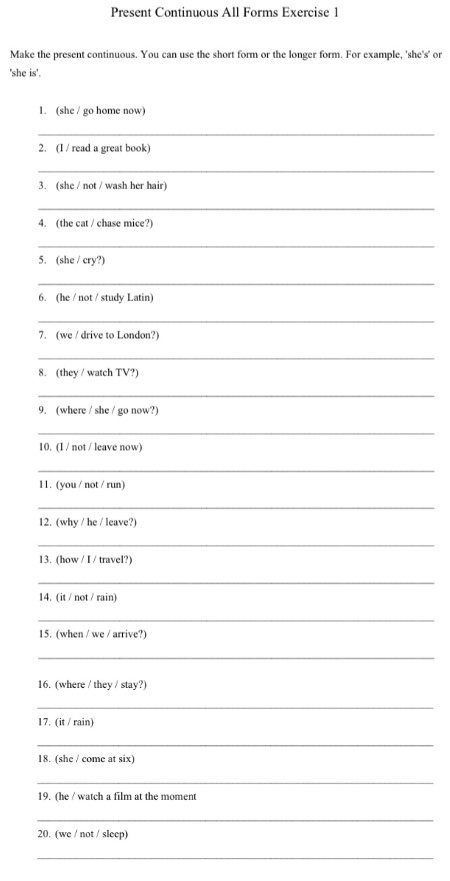 Present Continuous All Forms Exercise 1
Make the present continuous. You can use the short form or the longer form. For example, 'she's' or
'she is'.
1. (she / go home now)
2. (I / read a great book)
3. (she / not / wash her hair)
4. (the cat / chase mice?)
5. (she / cry?)
6. (he / not / study Latin)
7. (we / drive to London?)
8. (they / watch TV?)
9. (where / she / go now?)
10. (I / not / leave now)
11. (you / not / run)
12. (why / he / leave?)
13. (how / I / travel?)
14. (it / not / rain)
15. (when / we / arrive?)
16. (where / they / stay?)
17. (it / rain)
18. (she / come at six)
19. (he / watch a film at the moment
20. (we / not / sleep)